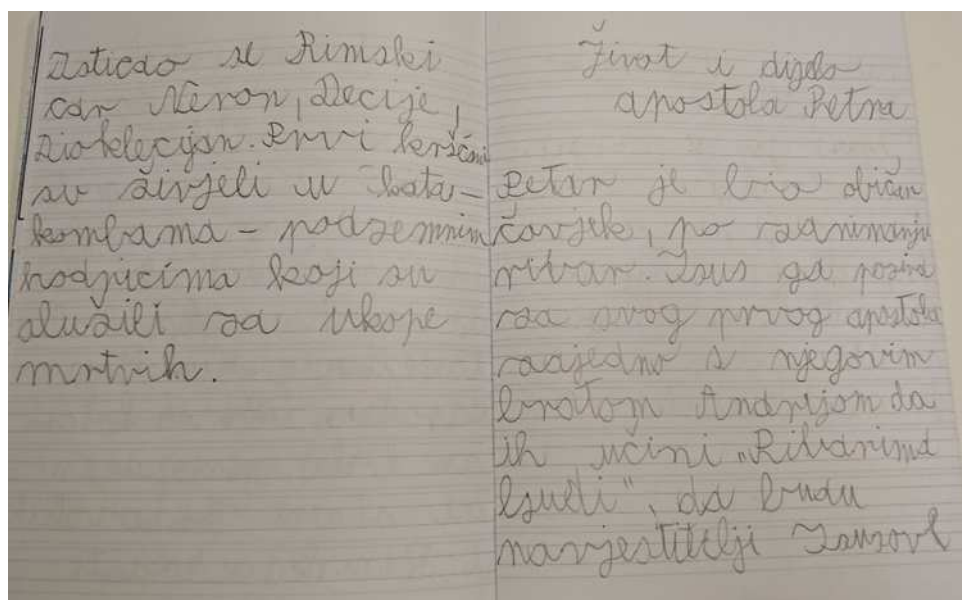 Isticao se Rimski
car Neron, Decije,
Dioklecijan. Prvi kršćani
su živjeli u kata-
kombama - podzemnim
hodnicima koji su
služili za ukope
mrtvih.
Život i djelo
apostola Petra
Petar je bio običan
čovjek, po zanimanju
ribar. Isus ga poziva
za svog prvog apostola
zajedno s njegovim
bratom Andrijom da
ih učini „Ribarima
ljudi", da budu
navjestitelji Isusove